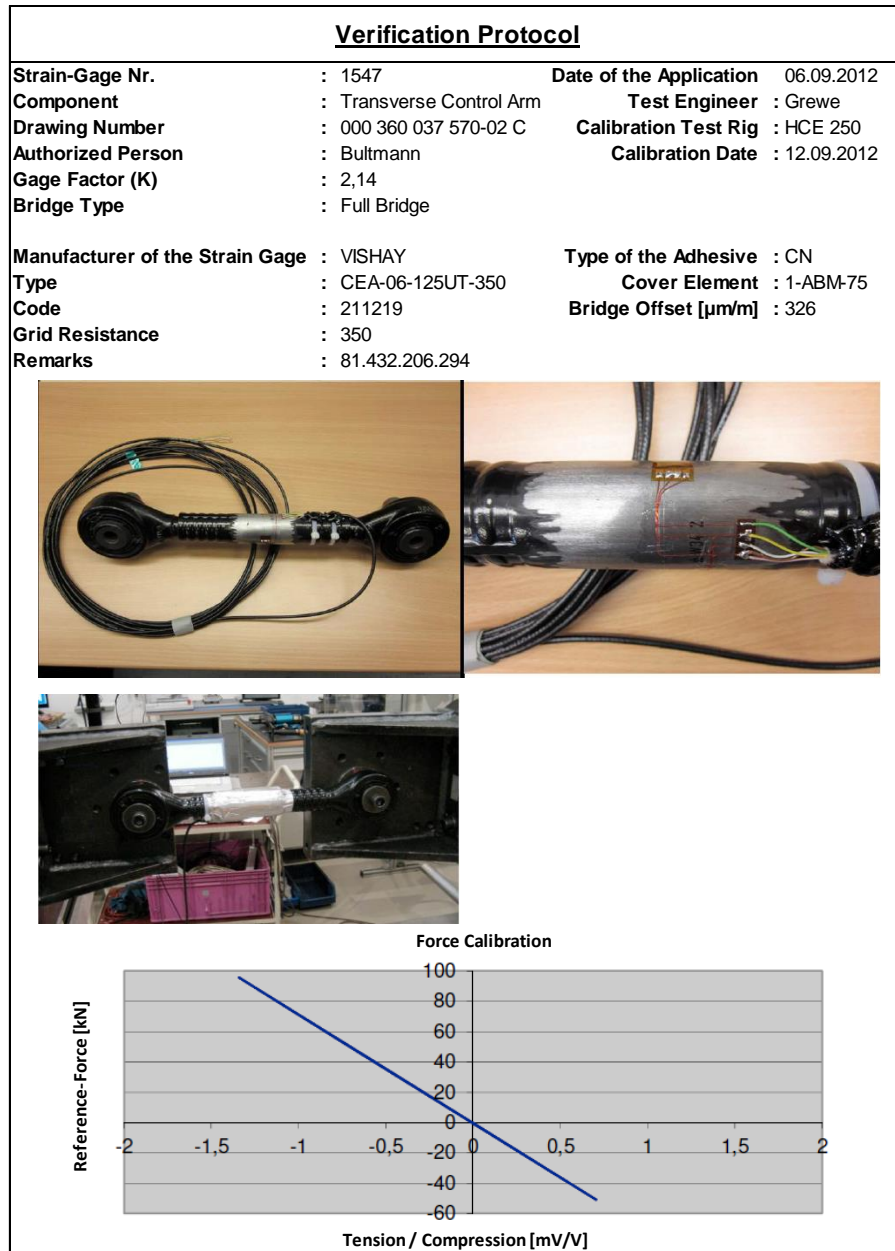 Verification Protocol
Strain-Gage Nr. : 1547 Date of the Application 06.09.2012
Component : Transverse Control Arm Test Engineer : Grewe
Drawing Number : 000 360 037 570-02 C Calibration Test Rig : HCE 250
Authorized Person : Bultmann Calibration Date : 12.09.2012
Gage Factor (K) : 2,14
Bridge Type : Full Bridge
Manufacturer of the Strain Gage : VISHAY Type of the Adhesive : CN
Type : CEA-06-125UT-350 Cover Element : 1-ABM-75
Code : 211219 Bridge Offset [µm/m] : 326
Grid Resistance : 350
Remarks : 81.432.206.294
Force Calibration
Reference-Force [kN]
100
80
60
40
20
0
-2 -1,5 -1 -0,5 0 0,5 1 1,5 2
-20
-40
-60
Tension / Compression [mV/V]